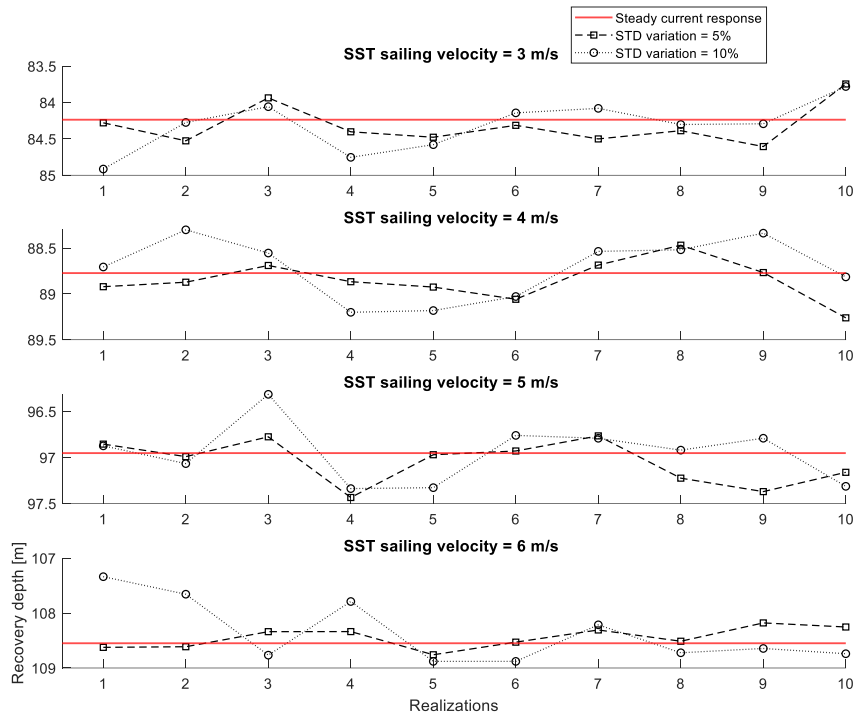 Steady current response
STD variation = 5%
STD variation = 10%
SST sailing velocity = 3 m/s
83.5
84
84.5
85
1 2 3 4 5 6 7 8 9 10
SST sailing velocity = 4 m/s
88.5
89
89.5
1 2 3 4 5 6 7 8 9 10
SST sailing velocity = 5 m/s
96.5
97
97.5
1 2 3 4 5 6 7 8 9 10
SST sailing velocity = 6 m/s
Recovery depth [m]
107
108
109
1 2 3 4 5 6 7 8 9 10
Realizations